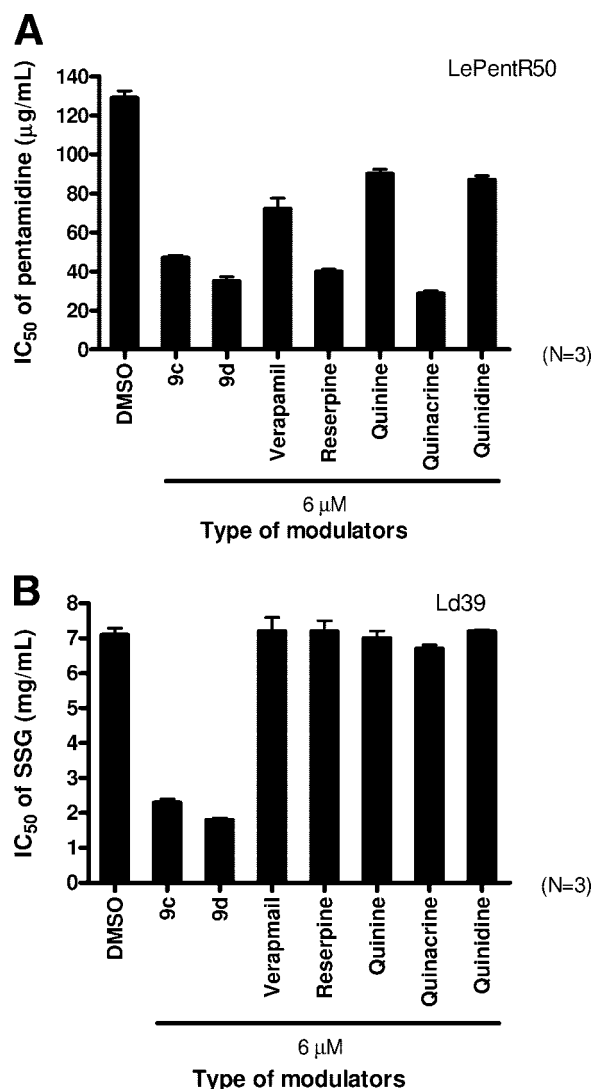 A
LePentR50
IC50 of pentamidine (µg/mL)
140
120
100
80
60
40
20
0
DMSO
9c
9d
Verapamil
Reserpine
Quinine
Quinacrine
Quinidine
(N=3)
6 µM
Type of modulators
B
Ld39
IC50 of SSG (mg/mL)
8
7
6
5
4
3
2
1
0
DMSO
9c
9d
Verapmail
Reserpine
Quinine
Quinacrine
Quinidine
(N=3)
6 µM
Type of modulators